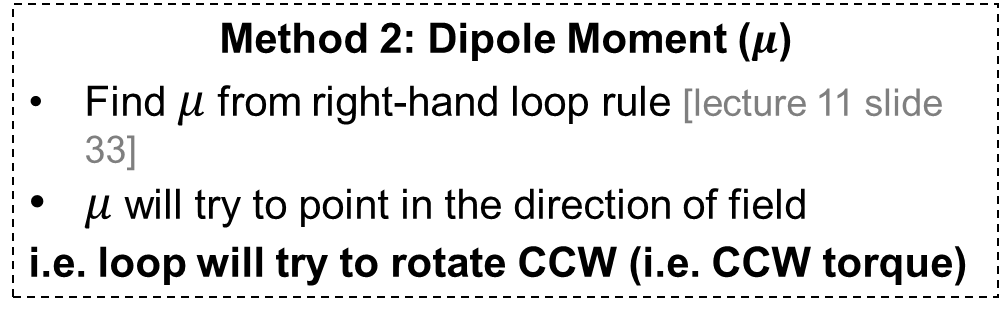 Method 2: Dipole Moment (𝝁)
• Find 𝜇 from right-hand loop rule [lecture 11 slide
33]
• 𝜇 will try to point in the direction of field
i.e. loop will try to rotate CCW (i.e. CCW torque)